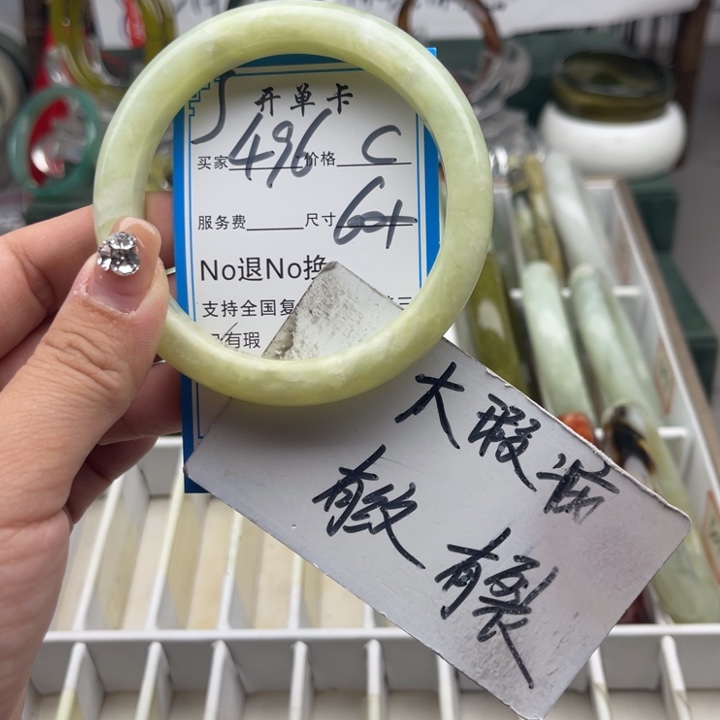 开单卡
买家 496 价格 C
服务费 尺寸 60+
No退No换
支持全国复
有瑕
大瑕疵
有纹
有裂